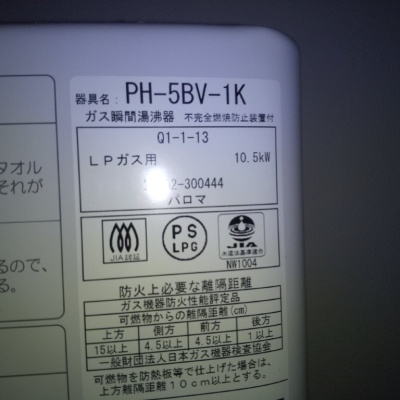 器具名: PH-5BV-1K
ガス瞬間湯沸器 不完全燃焼防止装置付
Q1-1-13
LPガス用 10.5kW
2-300444
パロマ
JIA認証
PS LPG
JIA
水道法基準適合
NW1004
防火上必要な離隔距離
ガス機器防火性能評定品
可燃物からの離隔距離(cm)
上方 側方 前方 後方
15以上 4.5以上 4.5以上 1以上
一般財団法人日本ガス機器検査協会
可燃物を防熱板等で仕上げた場合は、
上方離隔距離10cm以上とする。
タオル
それが
るので、
る。